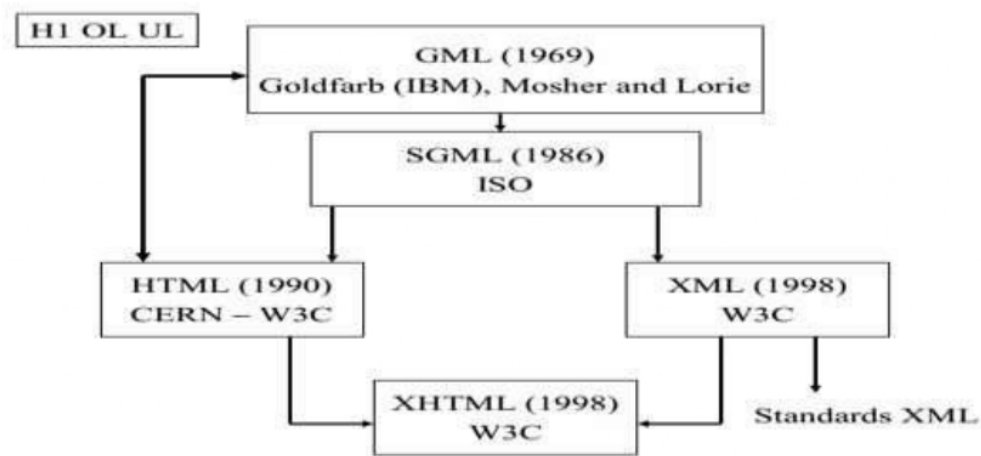 H1 OL UL
GML (1969)
Goldfarb (IBM), Mosher and Lorie
SGML (1986)
ISO
HTML (1990)
CERN – W3C
XML (1998)
W3C
XHTML (1998)
W3C
Standards XML